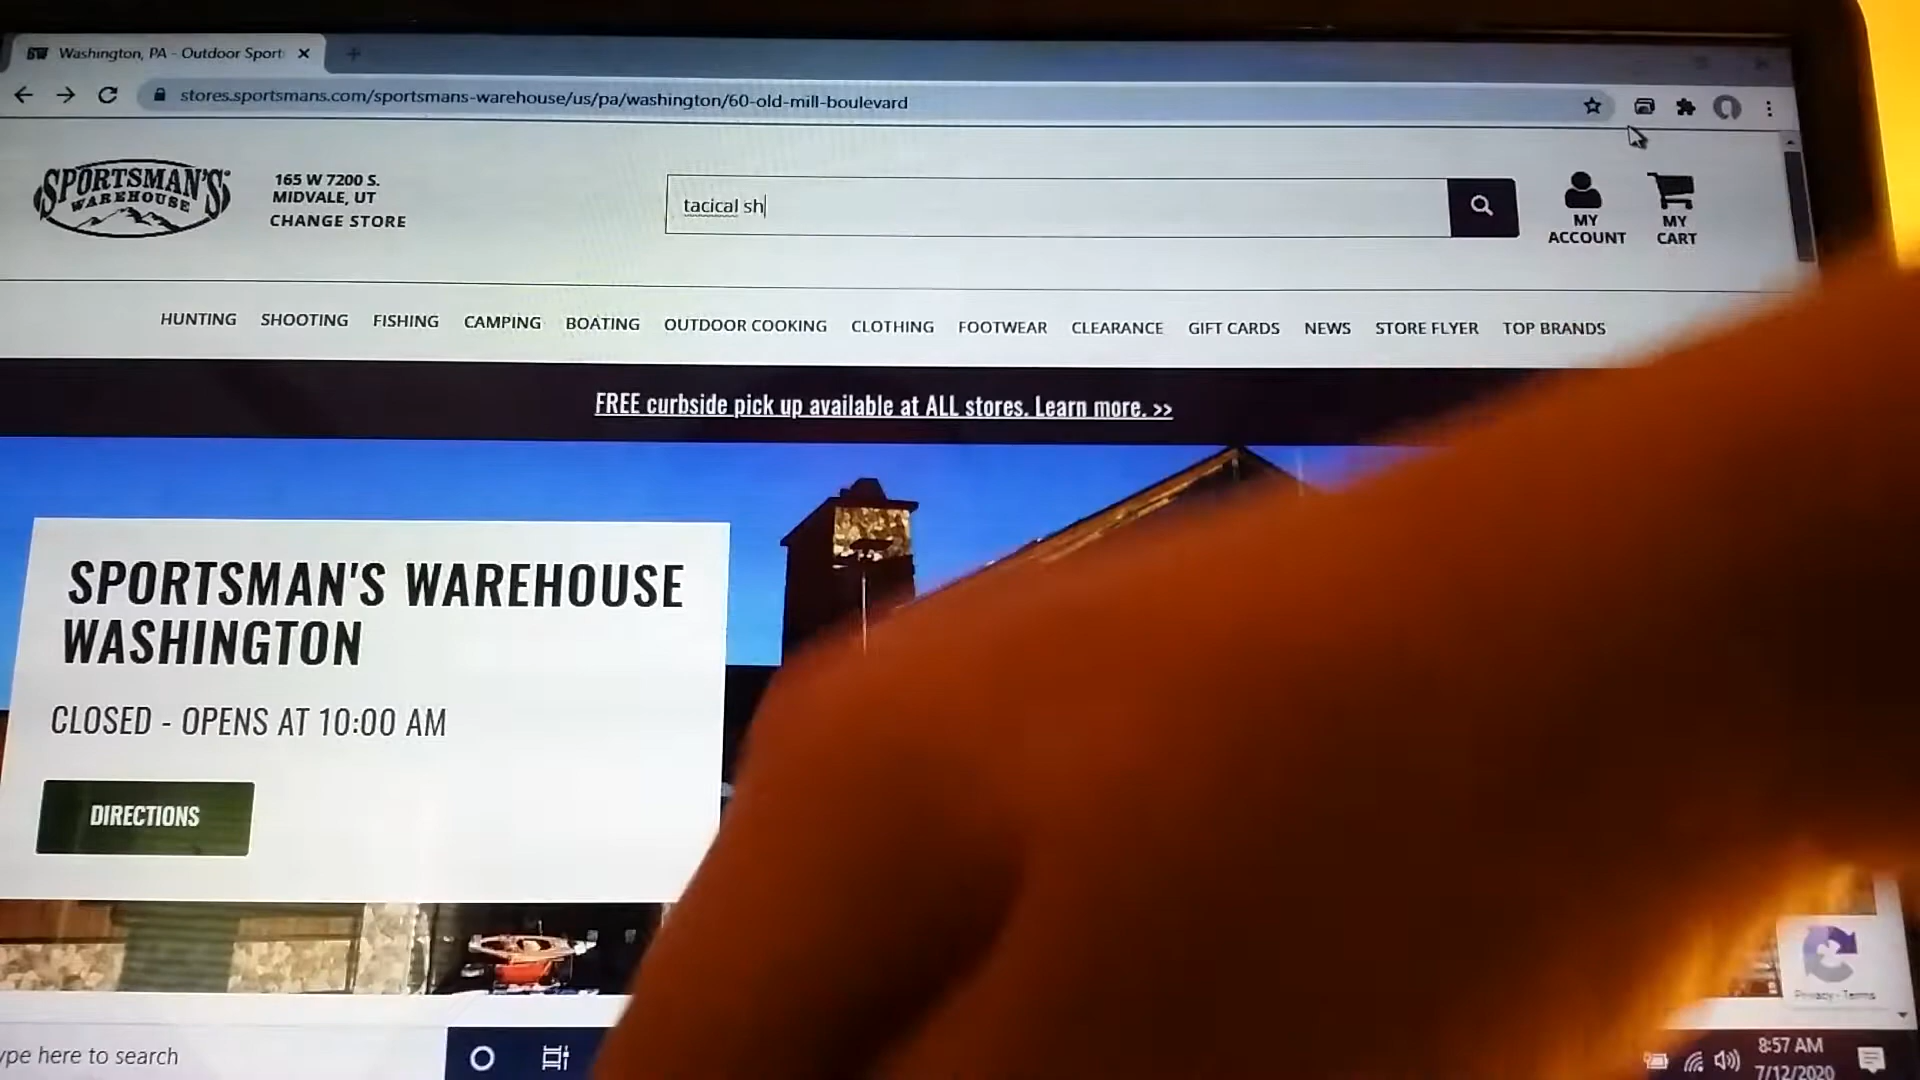 SW Washington, PA - Outdoor Sport
stores.sportsmans.com/sportsmans-warehouse/us/pa/washington/60-old-mill-boulevard
SPORTSMAN'S
WAREHOUSE
165 W 7200 S.
MIDVALE, UT
CHANGE STORE
tacical sh
MY
ACCOUNT
MY
CART
HUNTING SHOOTING FISHING CAMPING BOATING OUTDOOR COOKING CLOTHING FOOTWEAR CLEARANCE GIFT CARDS NEWS STORE FLYER TOP BRANDS
FREE curbside pick up available at ALL stores. Learn more. >>
SPORTSMAN'S WAREHOUSE
WASHINGTON
CLOSED - OPENS AT 10:00 AM
DIRECTIONS
Privacy - Terms
ype here to search
8:57 AM
7/12/2020